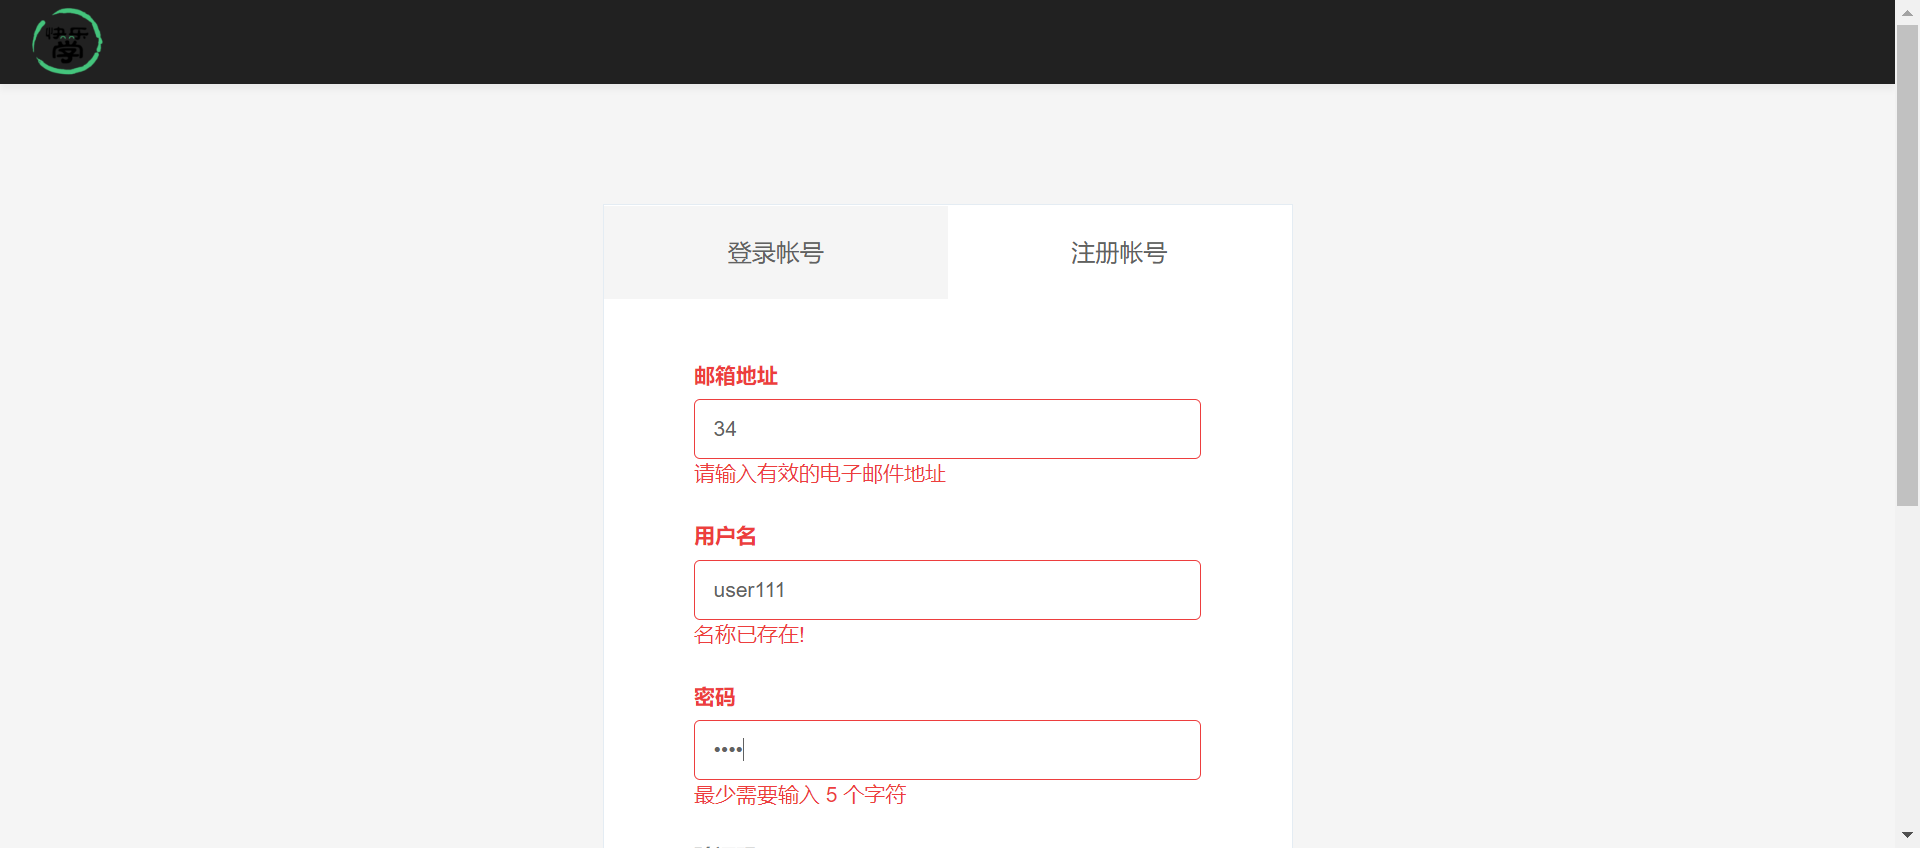 快乐
学
登录帐号
注册帐号
邮箱地址
34
请输入有效的电子邮件地址
用户名
user111
名称已存在!
密码
••••
最少需要输入 5 个字符